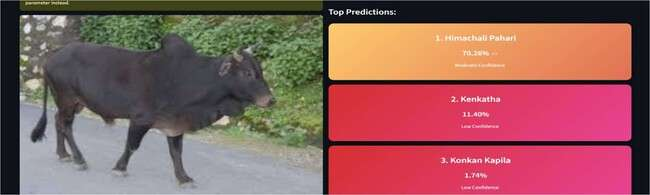 parameter instead.
Top Predictions:
1. Himachali Pahari
70.26%
Moderate Confidence
2. Kenkatha
11.40%
Low Confidence
3. Konkan Kapila
1.74%
Low Confidence